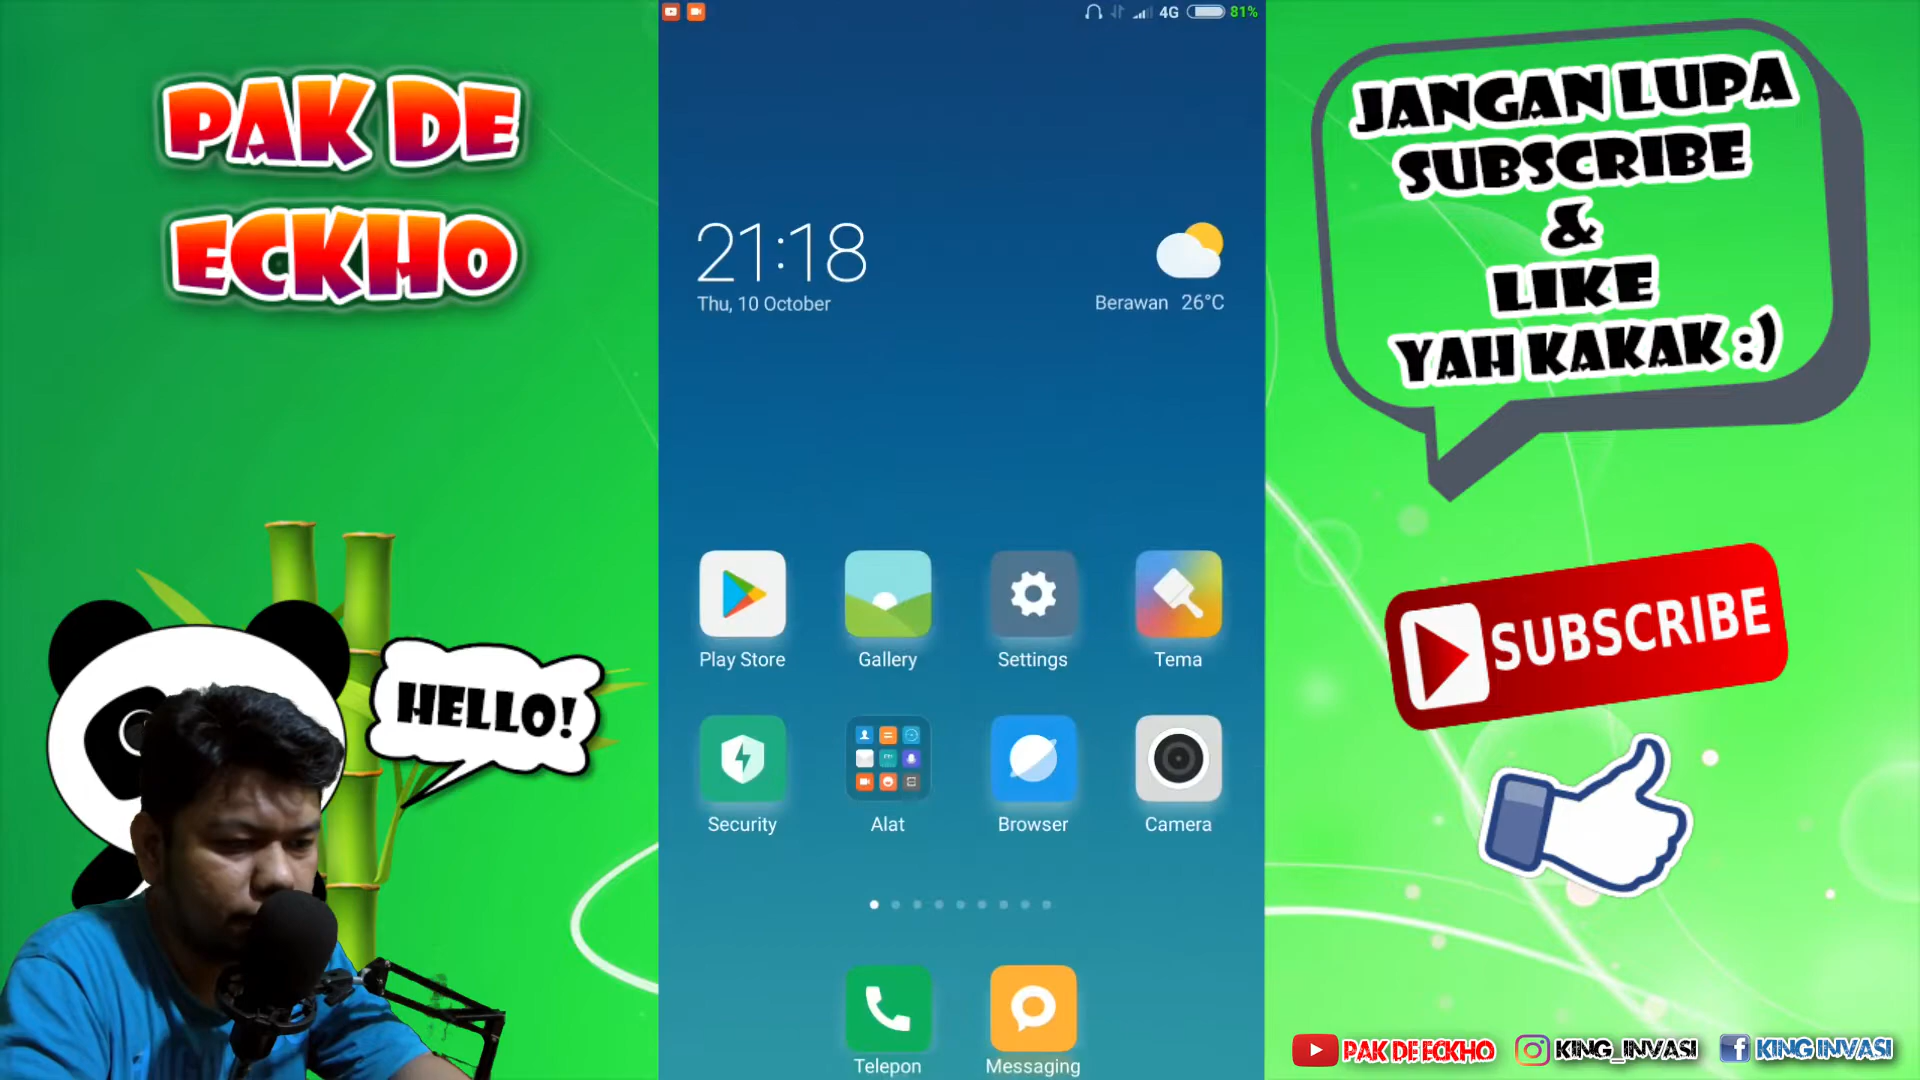 PAK DE
ECKHO
HELLO!
4G 81%
21:18
Thu, 10 October
Berawan 26°C
Play Store
Gallery
Settings
Tema
Security
Alat
Browser
Camera
Telepon
Messaging
JANGAN LUPA
SUBSCRIBE
&
LIKE
YAH KAKAK :)
SUBSCRIBE
PAK DE ECKHO
KING_INVASI
KING INVASI